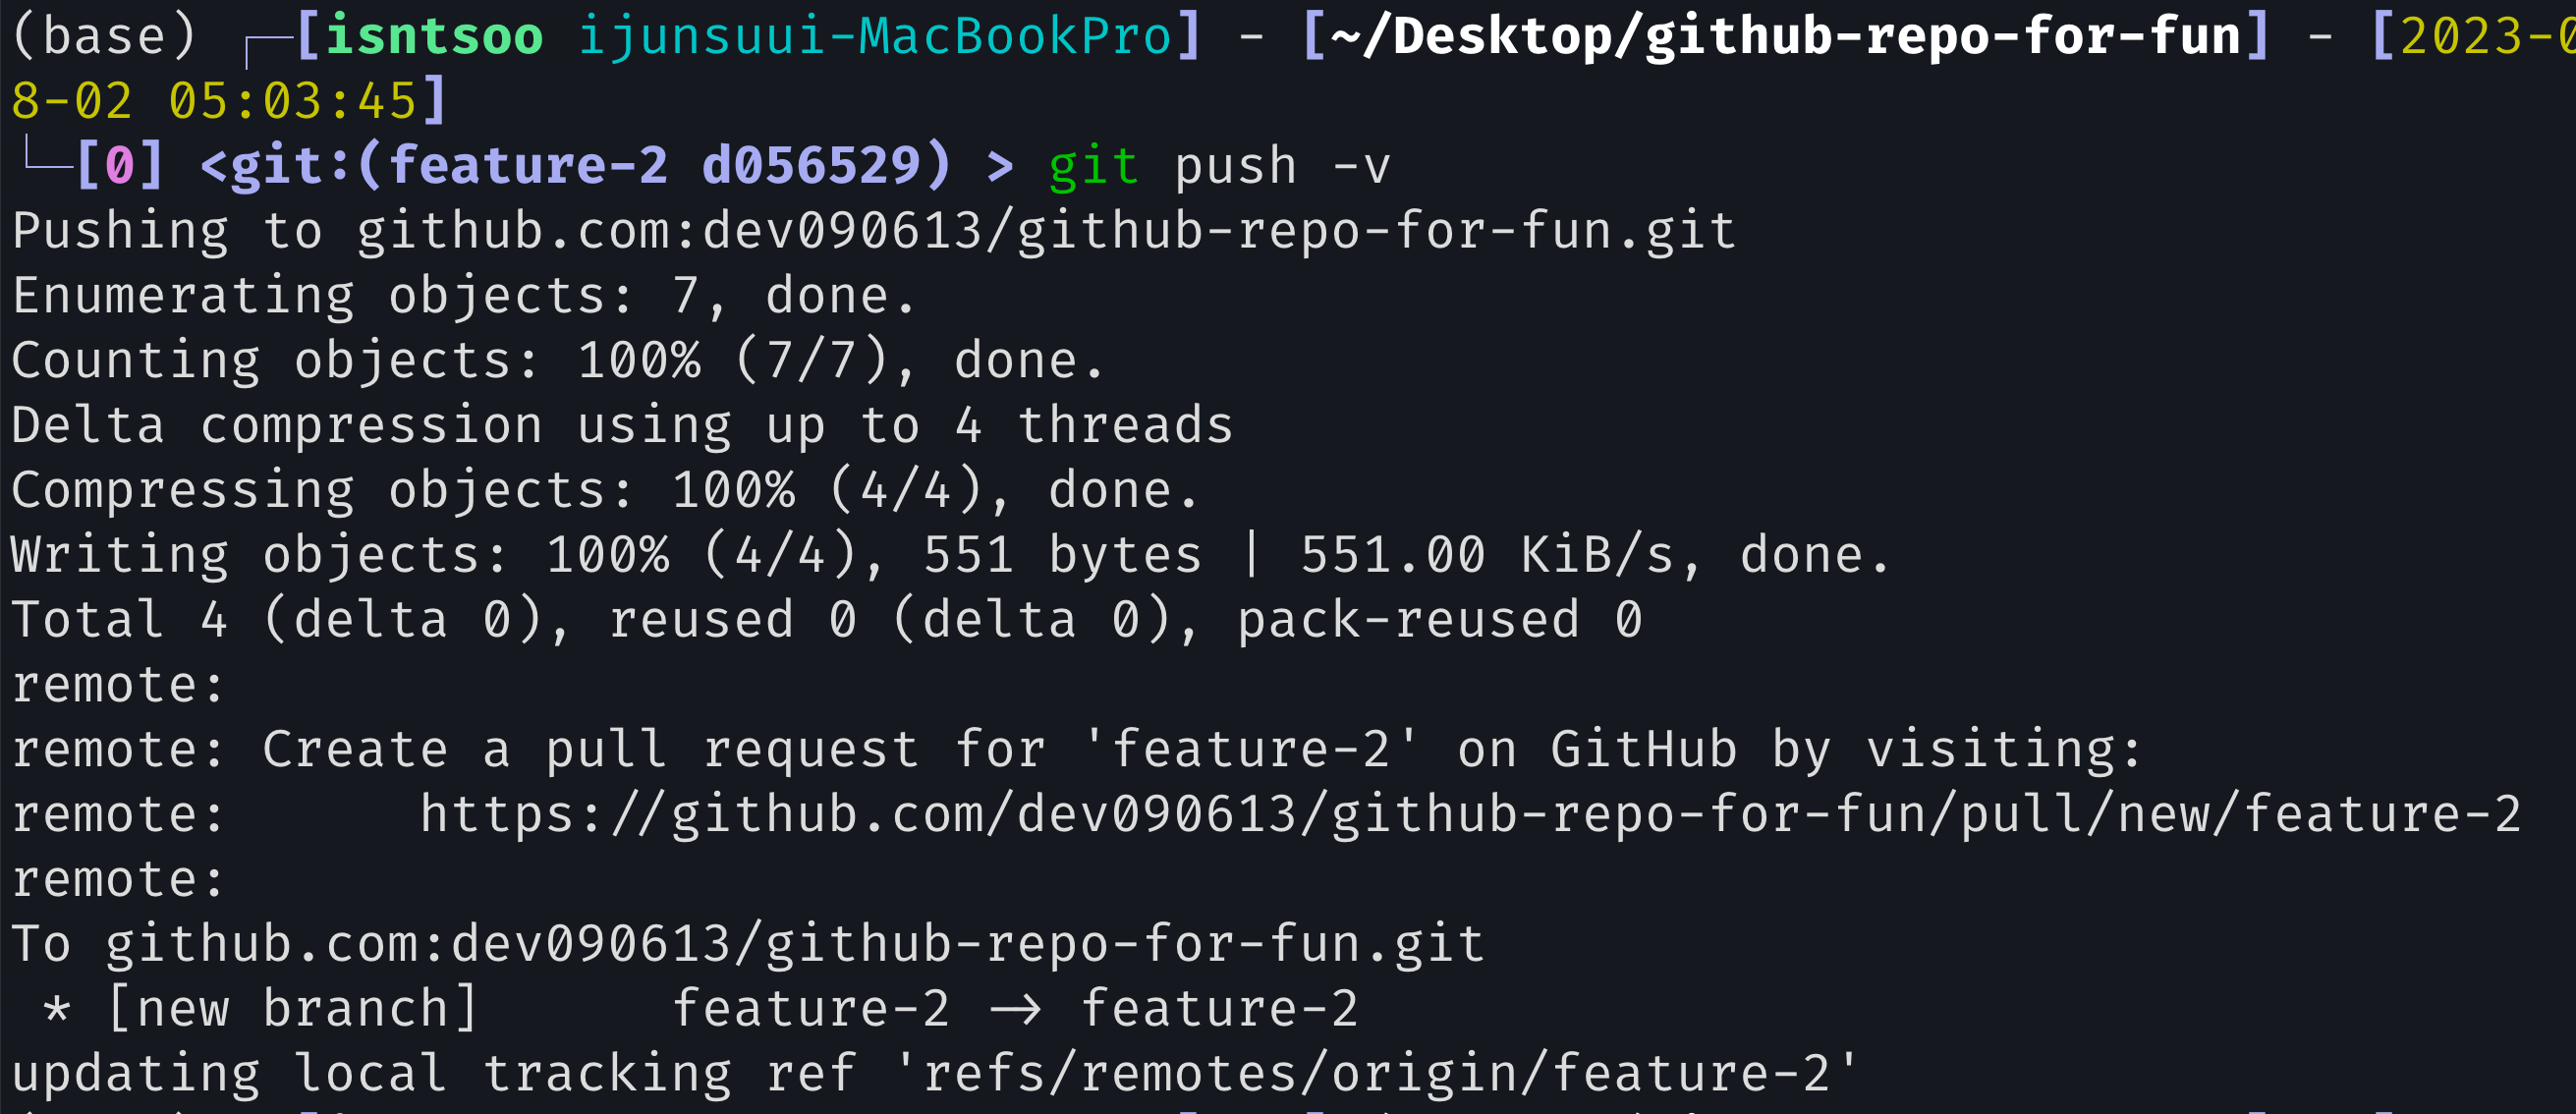 (base) ┌─[isntsoo ijunsuui-MacBookPro] - [~/Desktop/github-repo-for-fun] - [2023-0
8-02 05:03:45]
└─[0] <git:(feature-2 d056529) > git push -v
Pushing to github.com:dev090613/github-repo-for-fun.git
Enumerating objects: 7, done.
Counting objects: 100% (7/7), done.
Delta compression using up to 4 threads
Compressing objects: 100% (4/4), done.
Writing objects: 100% (4/4), 551 bytes | 551.00 KiB/s, done.
Total 4 (delta 0), reused 0 (delta 0), pack-reused 0
remote:
remote: Create a pull request for 'feature-2' on GitHub by visiting:
remote:      https://github.com/dev090613/github-repo-for-fun/pull/new/feature-2
remote:
To github.com:dev090613/github-repo-for-fun.git
 * [new branch]      feature-2 -> feature-2
updating local tracking ref 'refs/remotes/origin/feature-2'